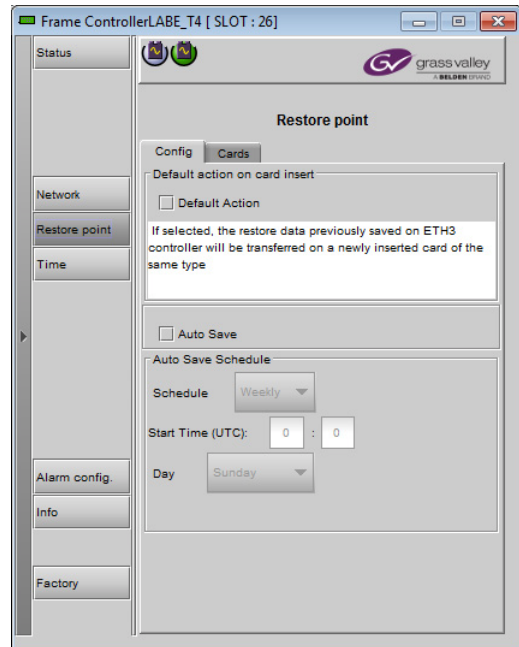 Frame ControllerLABE_T4 [ SLOT : 26]
Status
grass valley
A BELDEN BRAND
Restore point
Config
Cards
Default action on card insert
Network
Default Action
Restore point
If selected, the restore data previously saved on ETH3
controller will be transferred on a newly inserted card of the
same type
Time
Auto Save
Auto Save Schedule
Schedule
Weekly
Start Time (UTC):
0 : 0
Alarm config.
Day
Sunday
Info
Factory